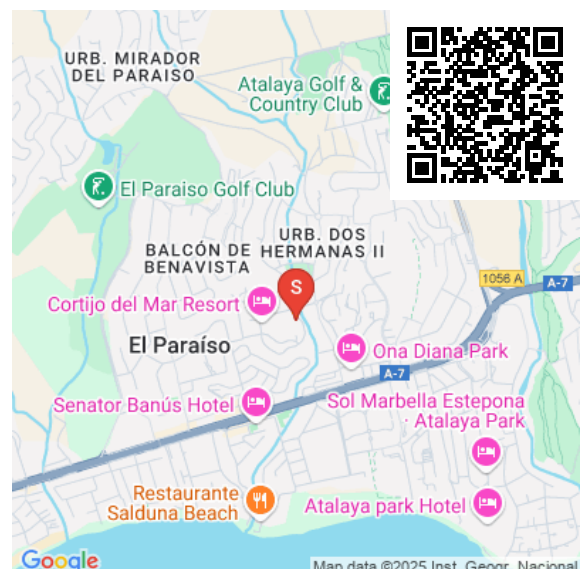 URB. MIRADOR
DEL PARAISO
Atalaya Golf &
Country Club
El Paraiso Golf Club
URB. DOS
HERMANAS II
BALCÓN DE
BENAVISTA
1056 A
A-7
S
Cortijo del Mar Resort
El Paraíso
Ona Diana Park
A-7
Senator Banús Hotel
Sol Marbella Estepona
- Atalaya Park
Restaurante
Salduna Beach
Atalaya park Hotel
Google
Map data ©2025 Inst. Geogr. Nacional